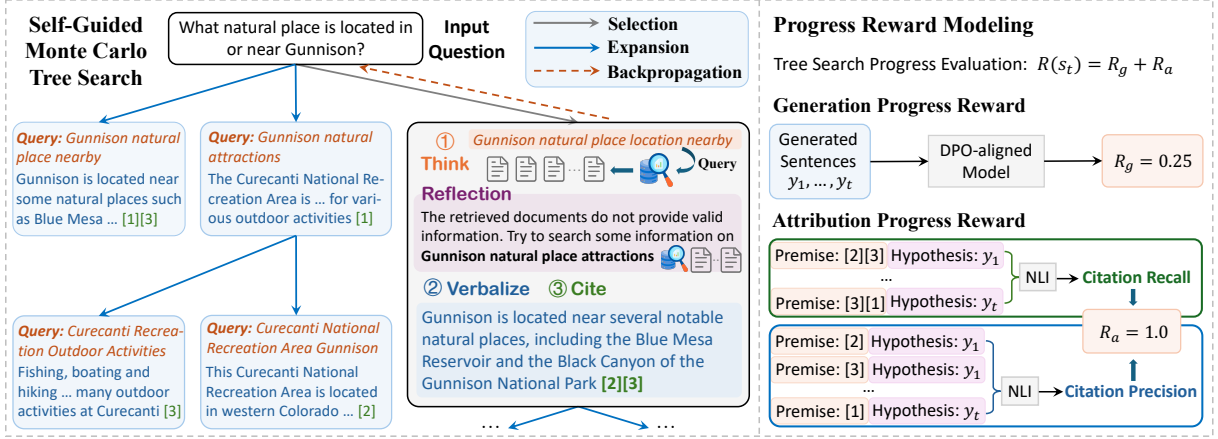 Self-Guided
Monte Carlo
Tree Search
What natural place is located in
or near Gunnison?
Input
Question
Selection
Expansion
Backpropagation
Query: Gunnison natural
place nearby
Gunnison is located near
some natural places such
as Blue Mesa ... [1][3]
Query: Gunnison natural
attractions
The Curecanti National Re-
creation Area is ... for vari-
ous outdoor activities [1]
Query: Curecanti Recrea-
tion Outdoor Activities
Fishing, boating and
hiking ... many outdoor
activities at Curecanti [3]
Query: Curecanti National
Recreation Area Gunnison
This Curecanti National
Recreation Area is located
in western Colorado ... [2]
① Gunnison natural place location nearby
Think
...
Query
Reflection
The retrieved documents do not provide valid
information. Try to search some information on
Gunnison natural place attractions
...
② Verbalize ③ Cite
Gunnison is located near several notable
natural places, including the Blue Mesa
Reservoir and the Black Canyon of the
Gunnison National Park [2][3]
... ...
Progress Reward Modeling
Tree Search Progress Evaluation: R(s_t) = R_g + R_a
Generation Progress Reward
Generated
Sentences
y_1, ..., y_t
DPO-aligned
Model
R_g = 0.25
Attribution Progress Reward
Premise: [2][3] Hypothesis: y_1
...
Premise: [3][1] Hypothesis: y_t
NLI
Citation Recall
R_a = 1.0
Premise: [2] Hypothesis: y_1
Premise: [3] Hypothesis: y_1
...
Premise: [1] Hypothesis: y_t
NLI
Citation Precision